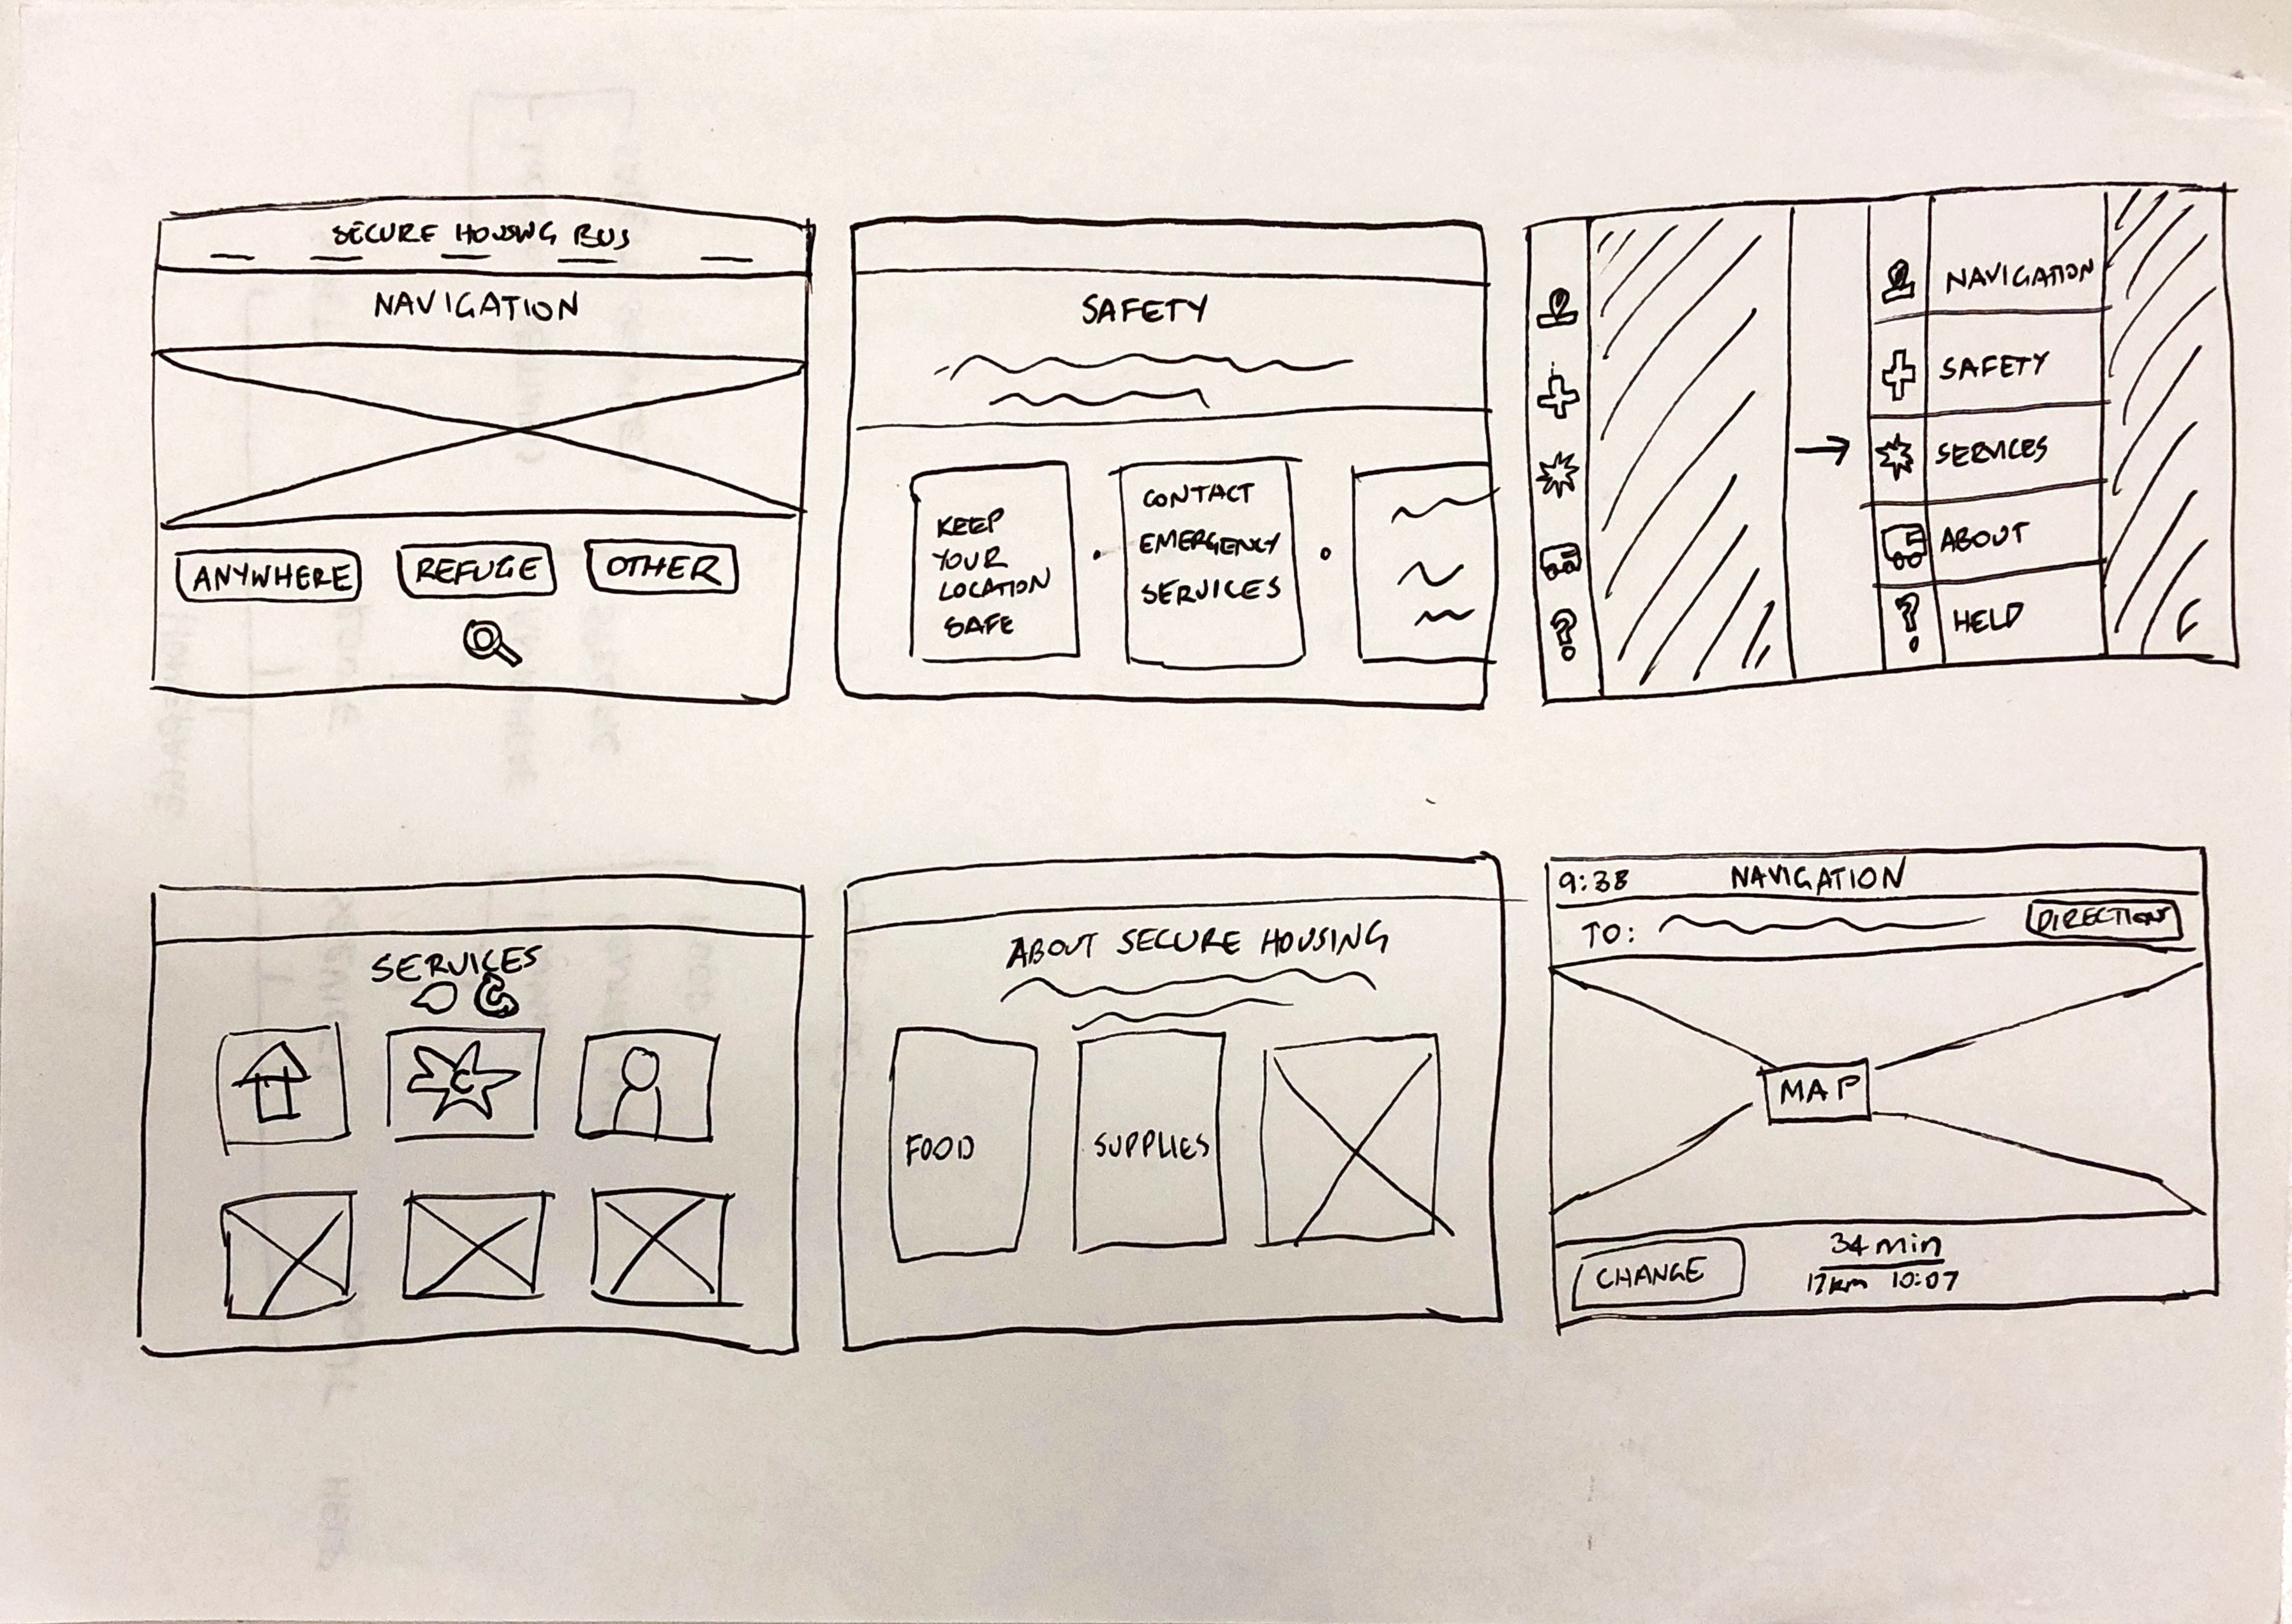 SECURE HOUSING BUS
NAVIGATION
ANYWHERE
REFUGE
OTHER
SAFETY
KEEP
YOUR
LOCATION
SAFE
CONTACT
EMERGENCY
SERVICES
NAVIGATION
SAFETY
SERVICES
ABOUT
?
HELP
?
SERVICES
ABOUT SECURE HOUSING
FOOD
SUPPLIES
9:38 NAVIGATION
TO: DIRECTIONS
MAP
CHANGE
34 min
17km 10:07